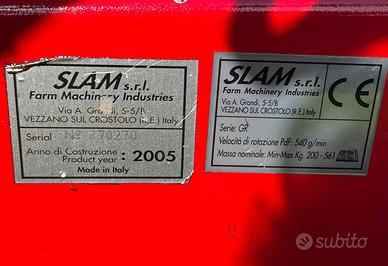 SLAM s.r.l.
Farm Machinery Industries
Via A. Grandi, 5-5/B
VEZZANO SUL CROSTOLO (R.E.) Italy
Serial Nº 470270
Anno di Costruzione
Product year : 2005
Made in Italy
SLAM s.r.l.
Farm Machinery Industries
Via A. Grandi, 5-5/B
VEZZANO SUL CROSTOLO (R.E.) Italy
CE
Serie: GR
Velocità di rotazione PdF: 540 g/min
Massa nominale: Min-Max Kg. 200 - 561
subito